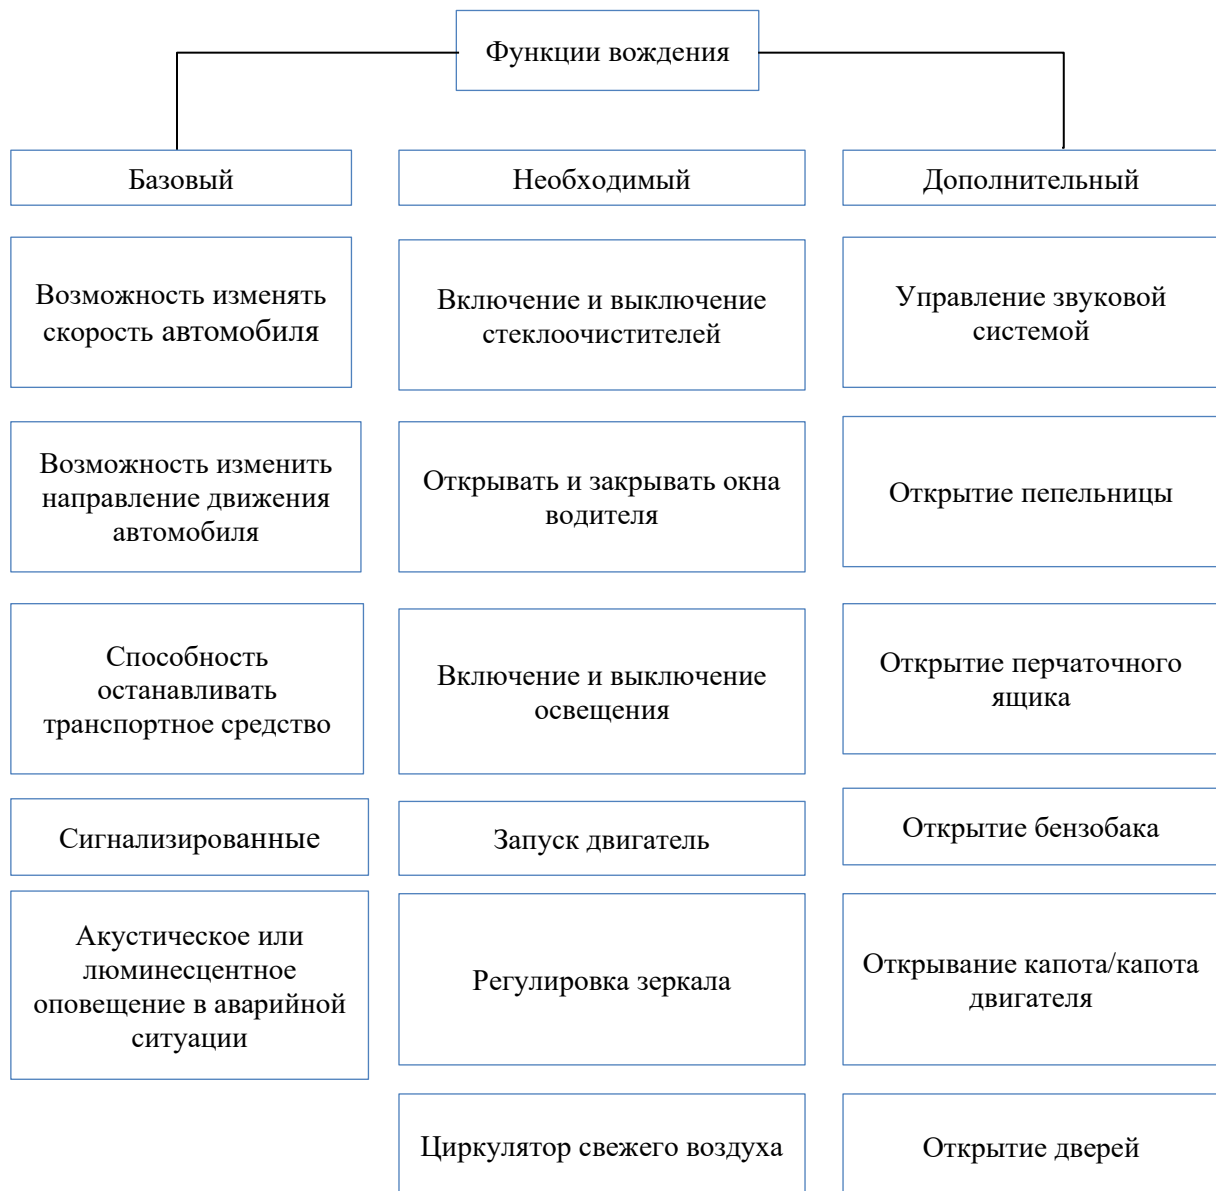 Функции вождения
Базовый
Необходимый
Дополнительный
Возможность изменять
скорость автомобиля
Включение и выключение
стеклоочистителей
Управление звуковой
системой
Возможность изменить
направление движения
автомобиля
Открывать и закрывать окна
водителя
Открытие пепельницы
Способность
останавливать
транспортное средство
Включение и выключение
освещения
Открытие перчаточного
ящика
Сигнализированные
Запуск двигатель
Открытие бензобака
Акустическое или
люминесцентное
оповещение в аварийной
ситуации
Регулировка зеркала
Открывание капота/капота
двигателя
Циркулятор свежего воздуха
Открытие дверей